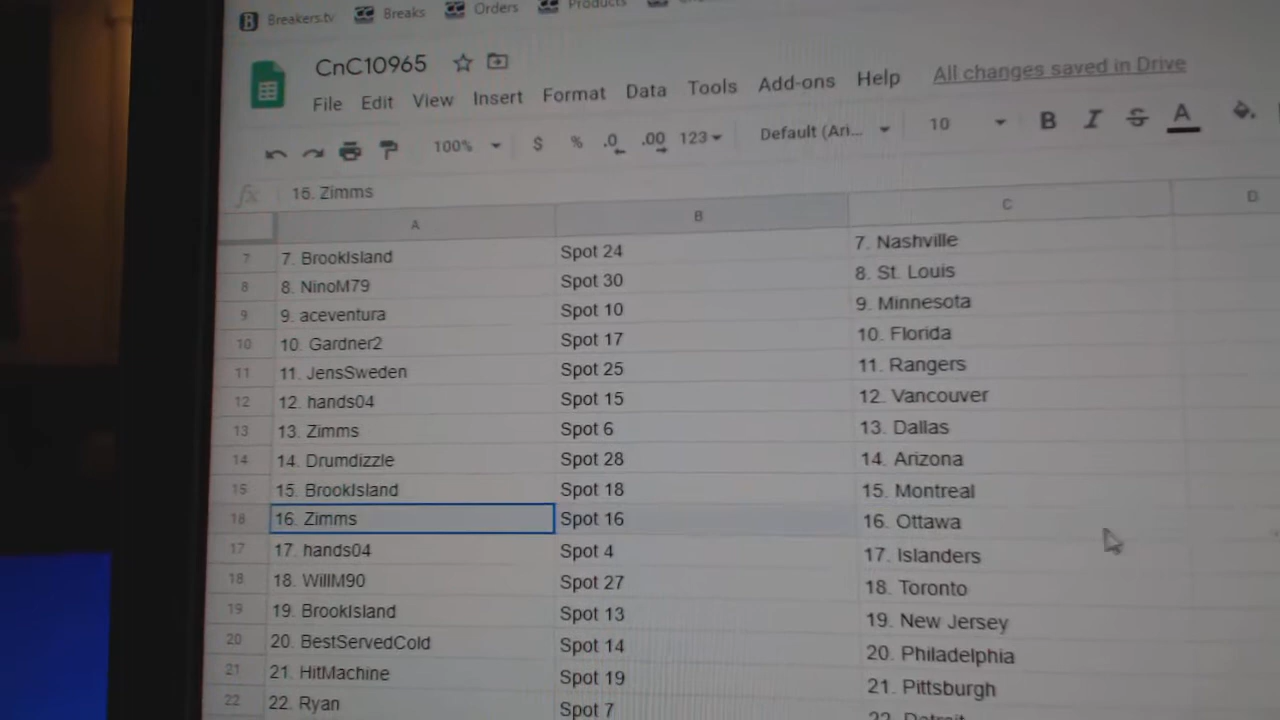 Breakers.tv Breaks Orders Products
CnC10965
File Edit View Insert Format Data Tools Add-ons Help All changes saved in Drive
100% $ % .0 .00 123 Default (Ari... 10 B I S A
fx 16. Zimms
A B C D
7 7. BrookIsland Spot 24 7. Nashville
8 8. NinoM79 Spot 30 8. St. Louis
9 9. aceventura Spot 10 9. Minnesota
10 10. Gardner2 Spot 17 10. Florida
11 11. JensSweden Spot 25 11. Rangers
12 12. hands04 Spot 15 12. Vancouver
13 13. Zimms Spot 6 13. Dallas
14 14. Drumdizzle Spot 28 14. Arizona
15 15. BrookIsland Spot 18 15. Montreal
16 16. Zimms Spot 16 16. Ottawa
17 17. hands04 Spot 4 17. Islanders
18 18. WillM90 Spot 27 18. Toronto
19 19. BrookIsland Spot 13 19. New Jersey
20 20. BestServedCold Spot 14 20. Philadelphia
21 21. HitMachine Spot 19 21. Pittsburgh
22 22. Ryan Spot 7 22. Detroit